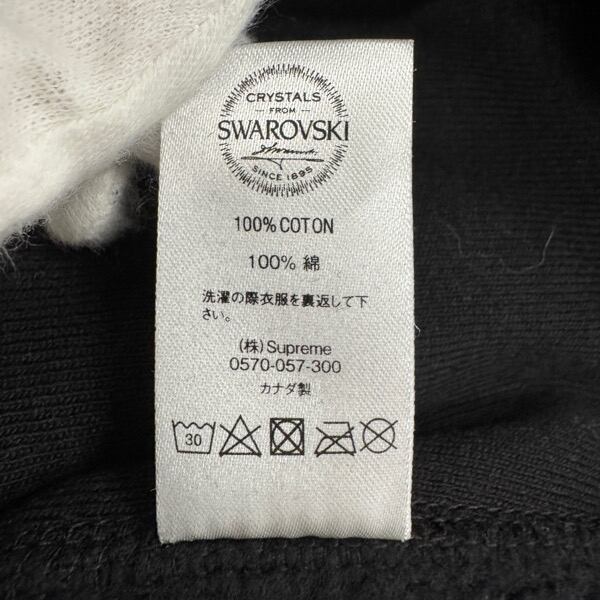 CRYSTALS
FROM
SWAROVSKI
SINCE 1895
100% COTON
100% 綿
洗濯の際衣服を裏返して下
さい。
(株)Supreme
0570-057-300
カナダ製
30